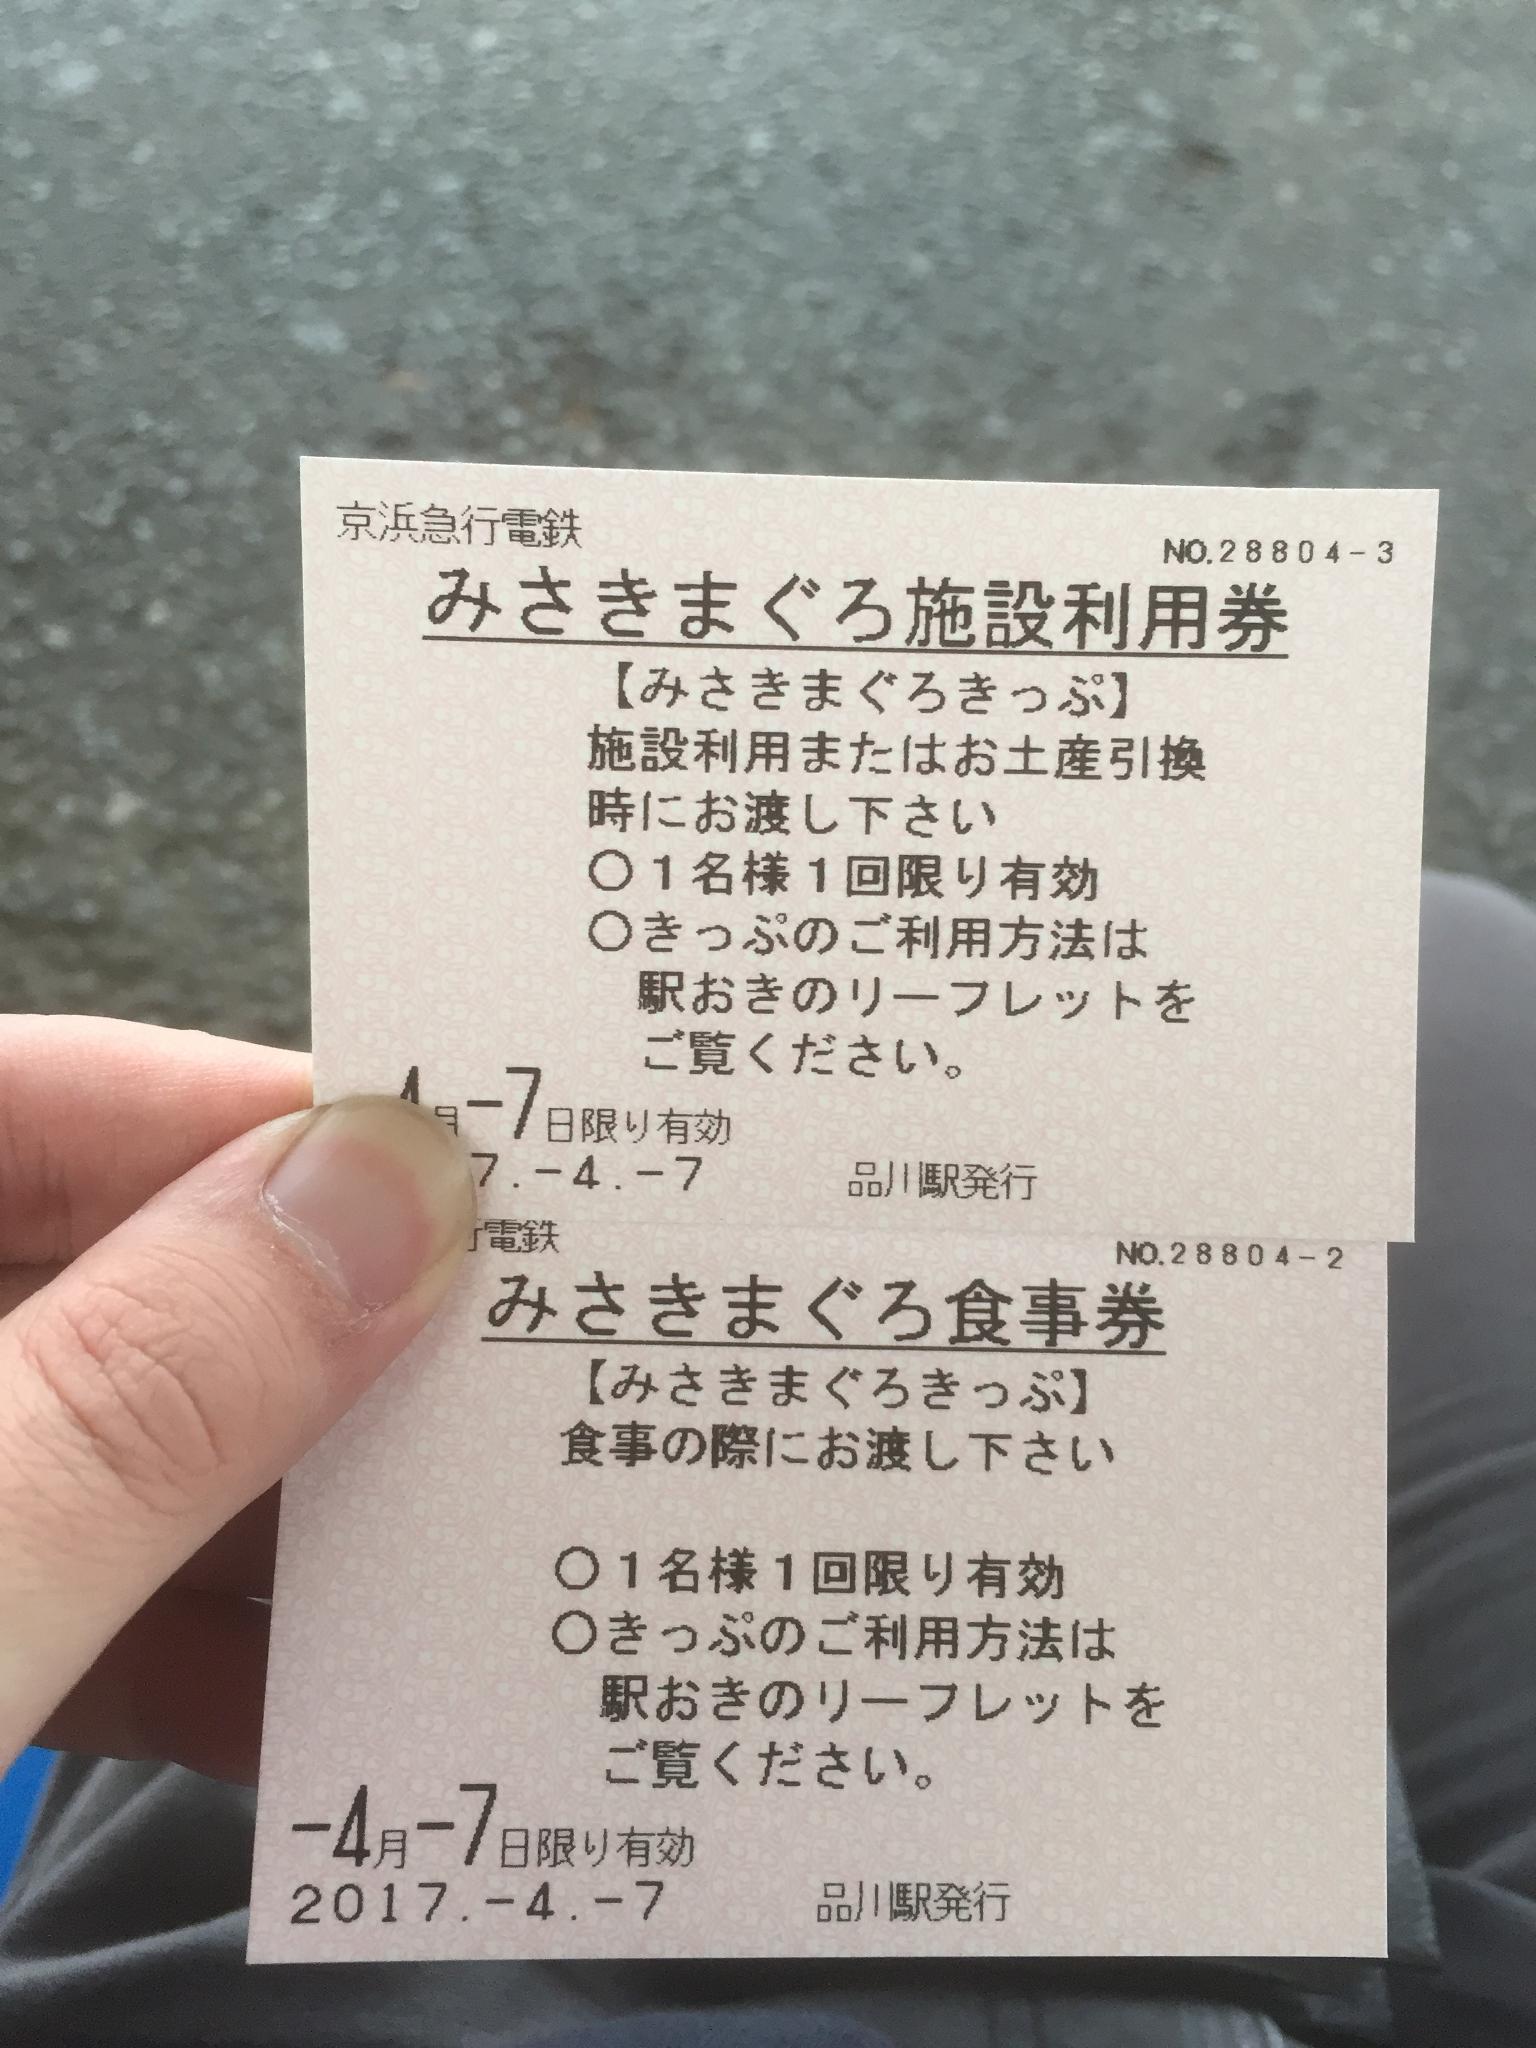 京浜急行電鉄
NO.28804-3
みさきまぐろ施設利用券
【みさきまぐろきっぷ】
施設利用またはお土産引換
時にお渡し下さい
○1名様1回限り有効
○きっぷのご利用方法は
駅おきのリーフレットを
ご覧ください。
4月-7日限り有効
7.-4.-7
品川駅発行
行電鉄
NO.28804-2
みさきまぐろ食事券
【みさきまぐろきっぷ】
食事の際にお渡し下さい
○1名様1回限り有効
○きっぷのご利用方法は
駅おきのリーフレットを
ご覧ください。
-4月-7日限り有効
2017.-4.-7
品川駅発行